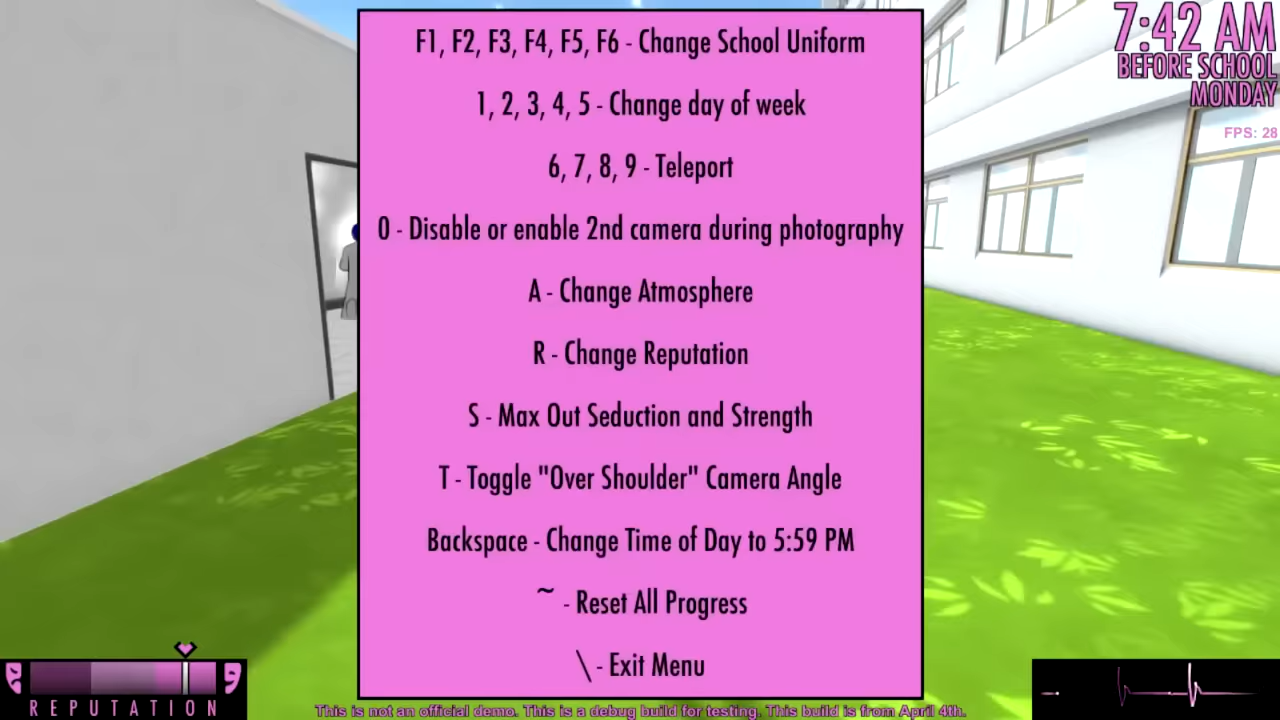 F1, F2, F3, F4, F5, F6 - Change School Uniform
1, 2, 3, 4, 5 - Change day of week
6, 7, 8, 9 - Teleport
0 - Disable or enable 2nd camera during photography
A - Change Atmosphere
R - Change Reputation
S - Max Out Seduction and Strength
T - Toggle "Over Shoulder" Camera Angle
Backspace - Change Time of Day to 5:59 PM
~ - Reset All Progress
\ - Exit Menu
7:42 AM
BEFORE SCHOOL
MONDAY
FPS: 28
REPUTATION
This is not an official demo. This is a debug build for testing. This build is from April 4th.